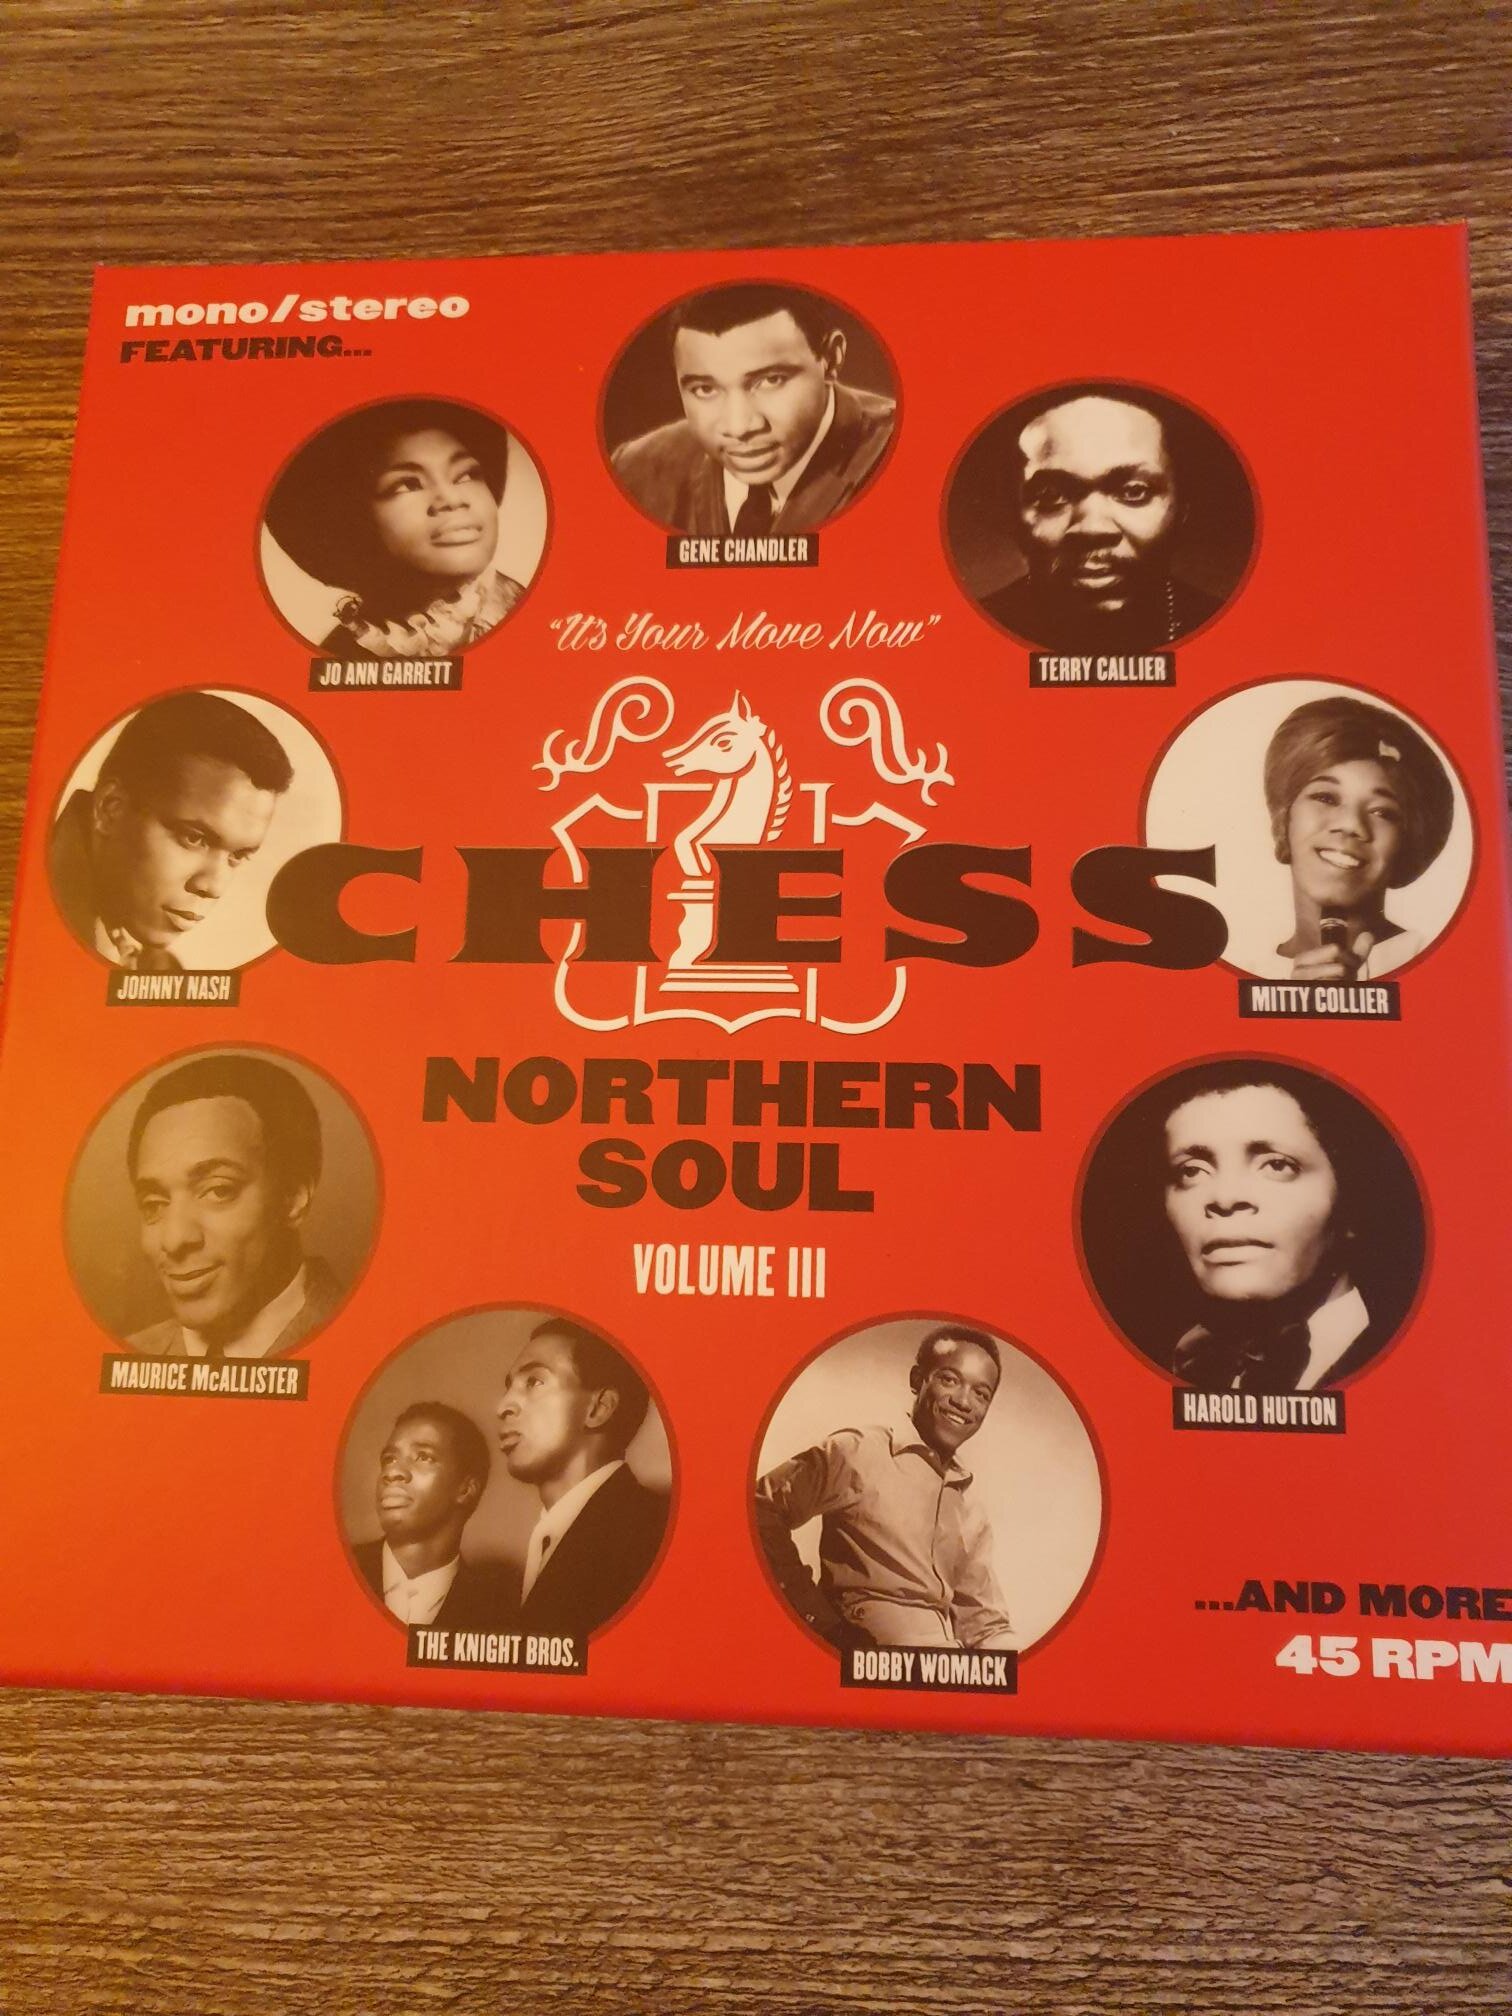 mono/stereo
FEATURING...
GENE CHANDLER
JO ANN GARRETT
"It's Your Move Now"
TERRY CALLIER
CHESS
JOHNNY NASH
MITTY COLLIER
NORTHERN
SOUL
VOLUME III
MAURICE McALLISTER
HAROLD HUTTON
THE KNIGHT BROS.
BOBBY WOMACK
...AND MORE
45 RPM